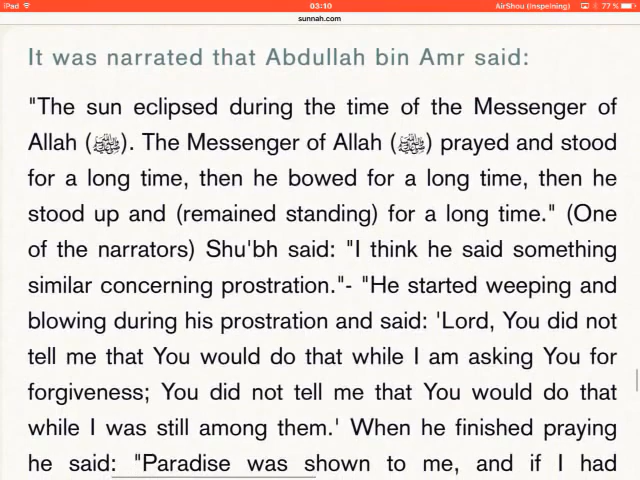 iPad 03:10 AirShou (Inspelning) 77 %
sunnah.com
It was narrated that Abdullah bin Amr said:
"The sun eclipsed during the time of the Messenger of
Allah (ﷺ). The Messenger of Allah (ﷺ) prayed and stood
for a long time, then he bowed for a long time, then he
stood up and (remained standing) for a long time." (One
of the narrators) Shu'bh said: "I think he said something
similar concerning prostration."- "He started weeping and
blowing during his prostration and said: 'Lord, You did not
tell me that You would do that while I am asking You for
forgiveness; You did not tell me that You would do that
while I was still among them.' When he finished praying
he said: "Paradise was shown to me, and if I had